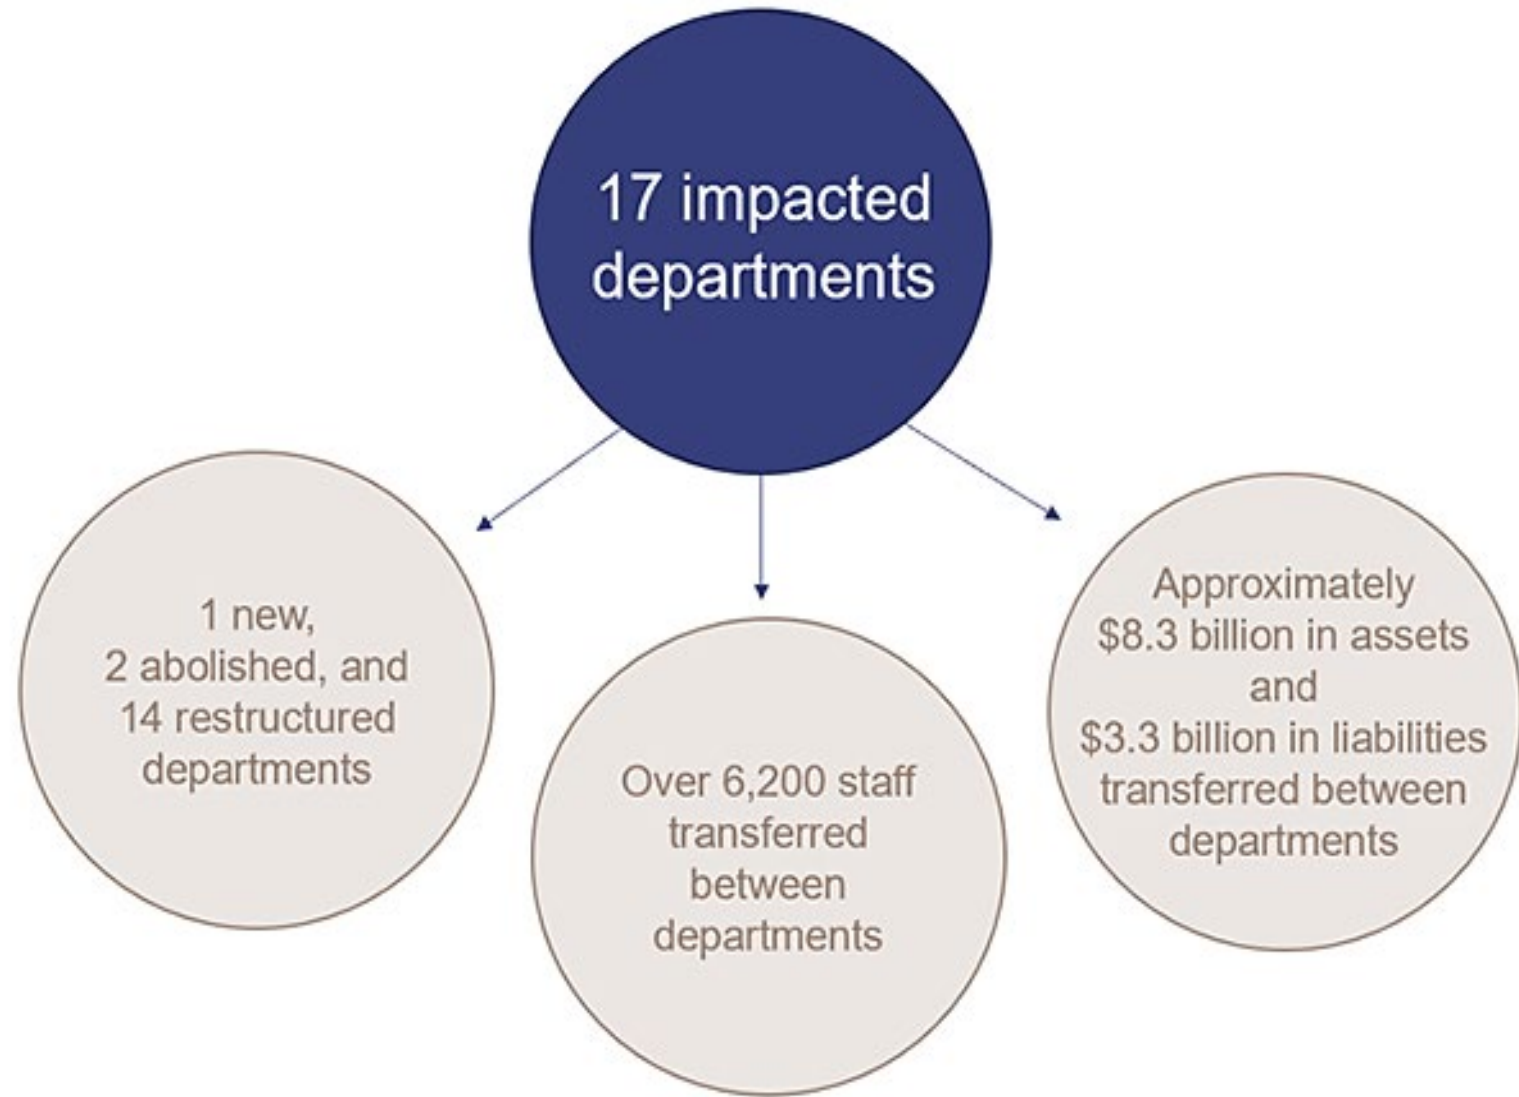 17 impacted
departments
1 new,
2 abolished, and
14 restructured
departments
Over 6,200 staff
transferred
between
departments
Approximately
$8.3 billion in assets
and
$3.3 billion in liabilities
transferred between
departments